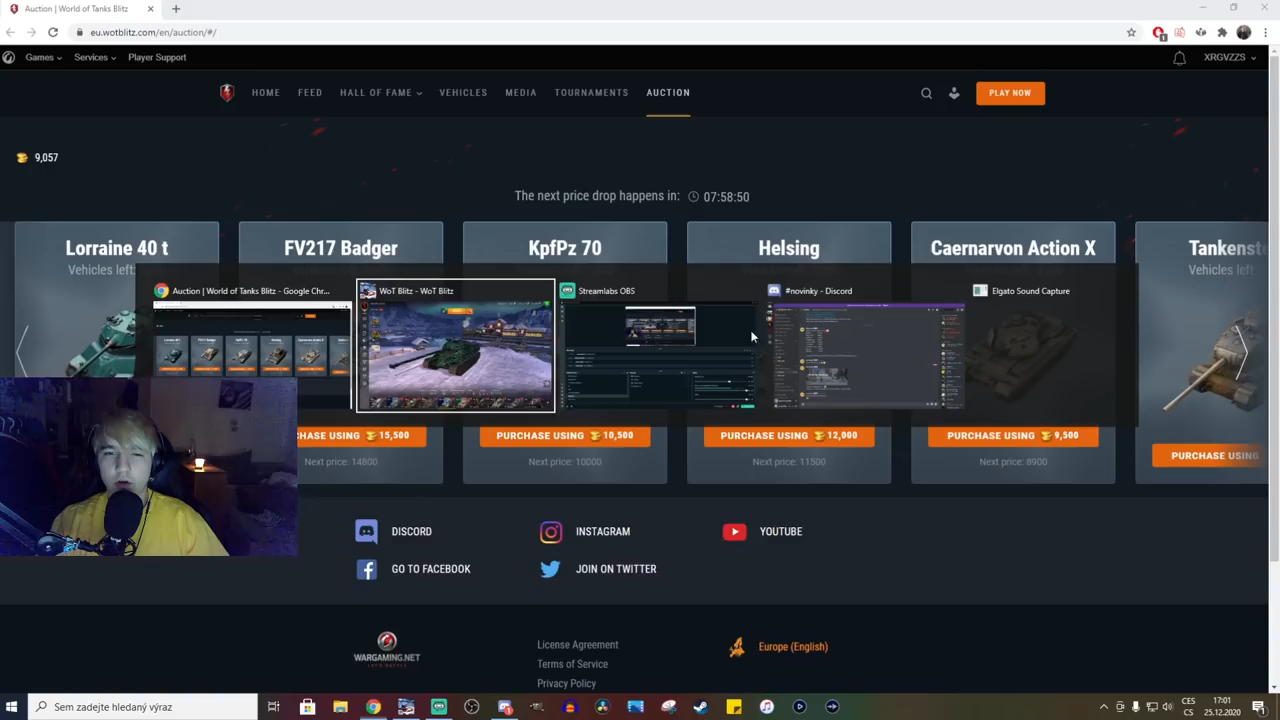 Auction | World of Tanks Blitz
eu.wotblitz.com/en/auction/#/
Games
Services
Player Support
XRGVZZS
HOME
FEED
HALL OF FAME
VEHICLES
MEDIA
TOURNAMENTS
AUCTION
PLAY NOW
9,057
The next price drop happens in: 07:58:50
Lorraine 40 t
FV217 Badger
KpfPz 70
Helsing
Caernarvon Action X
Tankenst
Vehicles left:
Vehicles left:
Auction | World of Tanks Blitz - Google Chr...
WoT Blitz - WoT Blitz
Streamlabs OBS
#novinky - Discord
Elgato Sound Capture
CHASE USING 15,500
PURCHASE USING 10,500
PURCHASE USING 12,000
PURCHASE USING 9,500
PURCHASE USING
Next price: 14800
Next price: 10000
Next price: 11500
Next price: 8900
DISCORD
INSTAGRAM
YOUTUBE
GO TO FACEBOOK
JOIN ON TWITTER
WARGAMING.NET
LET'S BATTLE
License Agreement
Terms of Service
Privacy Policy
Europe (English)
Sem zadejte hledaný výraz
CES
17:01
25.12.2020